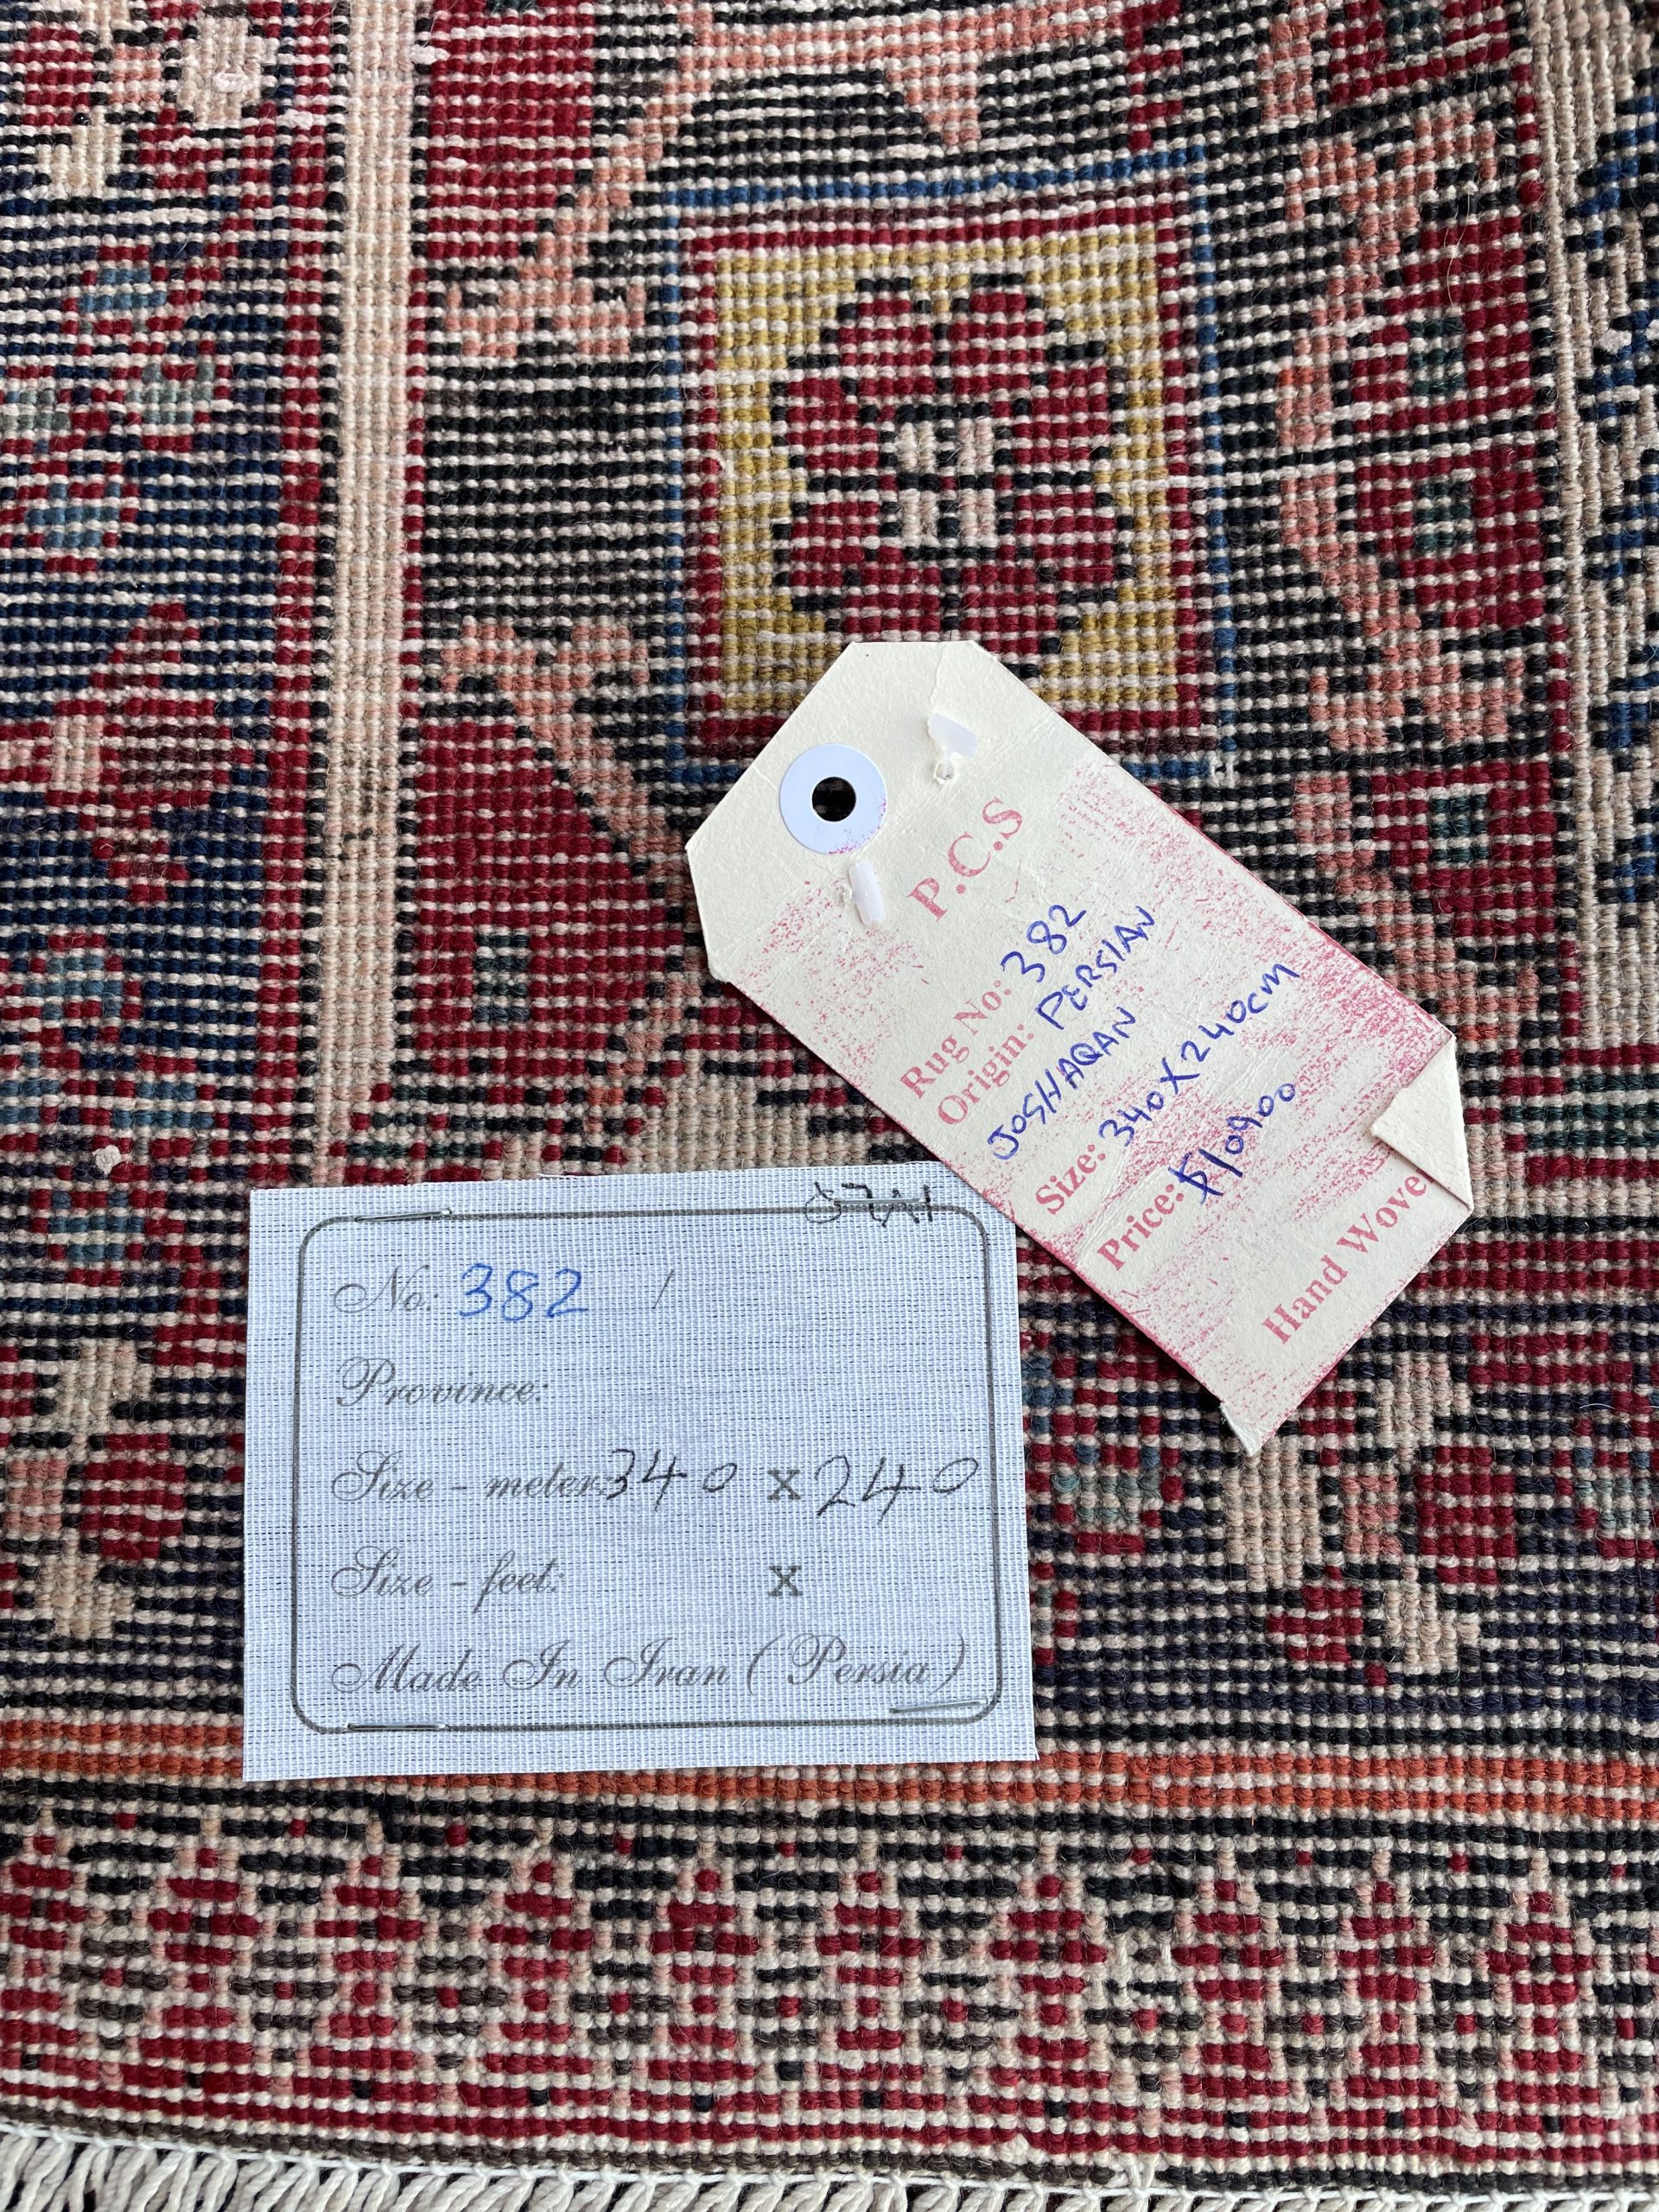 P.C.S
Rug No: 382
Origin: PERSIAN
JOSHAQAN
Size: 340X240cm
Price: $10900
Hand Wove
No: 382 /
Province:
Size - meter: 340 x 240
Size - feet: x
Made In Iran (Persia)